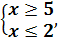 x ≥ 5
x ≤ 2,